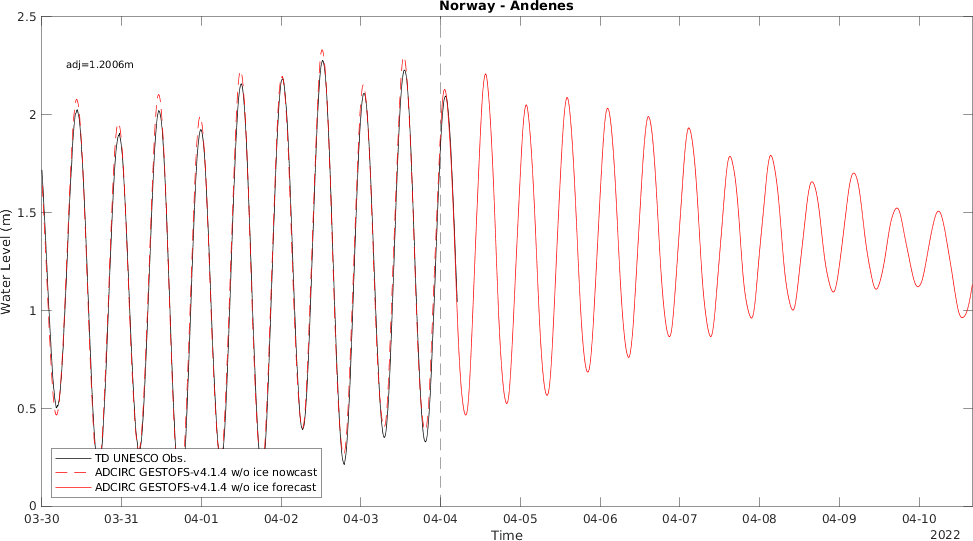 Norway - Andenes
2.5
adj=1.2006m
2
1.5
Water Level (m)
1
0.5
TD UNESCO Obs.
ADCIRC GESTOFS-v4.1.4 w/o ice nowcast
ADCIRC GESTOFS-v4.1.4 w/o ice forecast
0
03-30 03-31 04-01 04-02 04-03 04-04 04-05 04-06 04-07 04-08 04-09 04-10
Time
2022